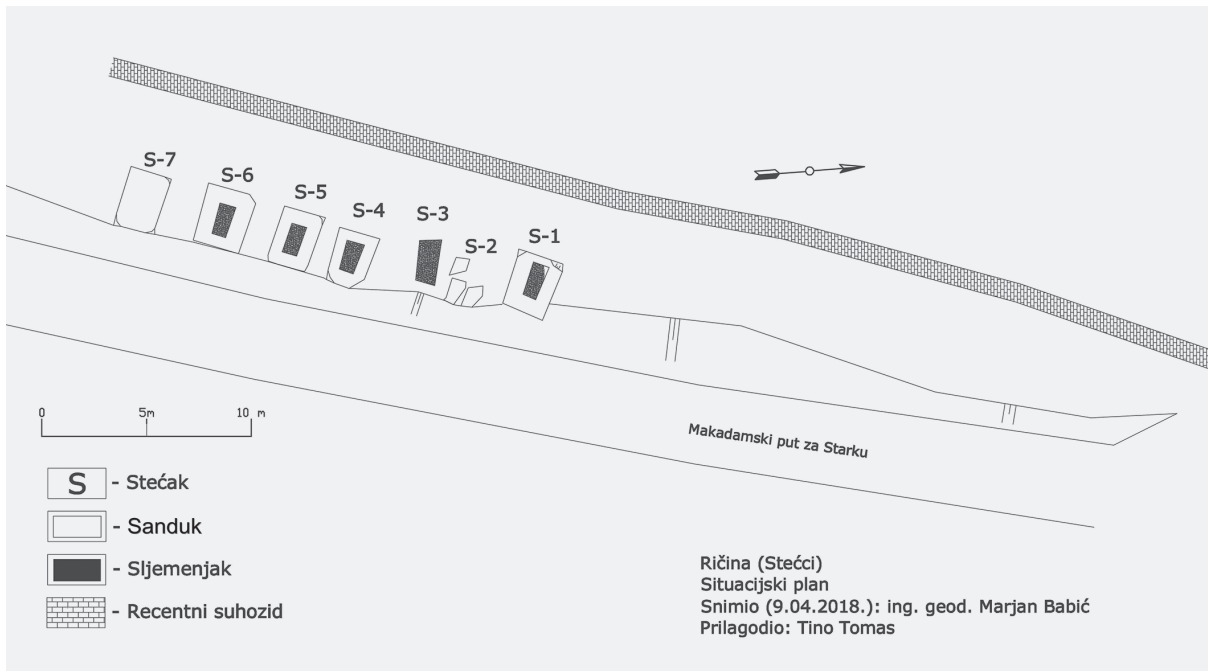 S-7
S-6
S-5
S-4
S-3
S-2
S-1
0 5m 10 m
S - Stećak
- Sanduk
- Sljemenjak
- Recentni suhozid
Makadamski put za Starku
Ričina (Stećci)
Situacijski plan
Snimio (9.04.2018.): ing. geod. Marjan Babić
Prilagodio: Tino Tomas